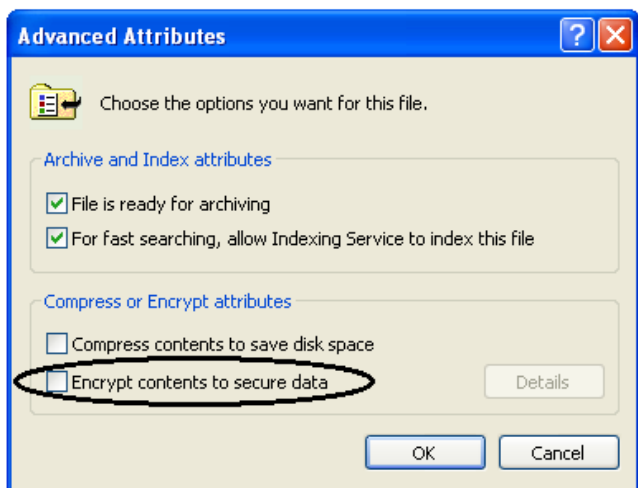 Advanced Attributes
Choose the options you want for this file.
Archive and Index attributes
File is ready for archiving
For fast searching, allow Indexing Service to index this file
Compress or Encrypt attributes
Compress contents to save disk space
Encrypt contents to secure data
Details
OK
Cancel